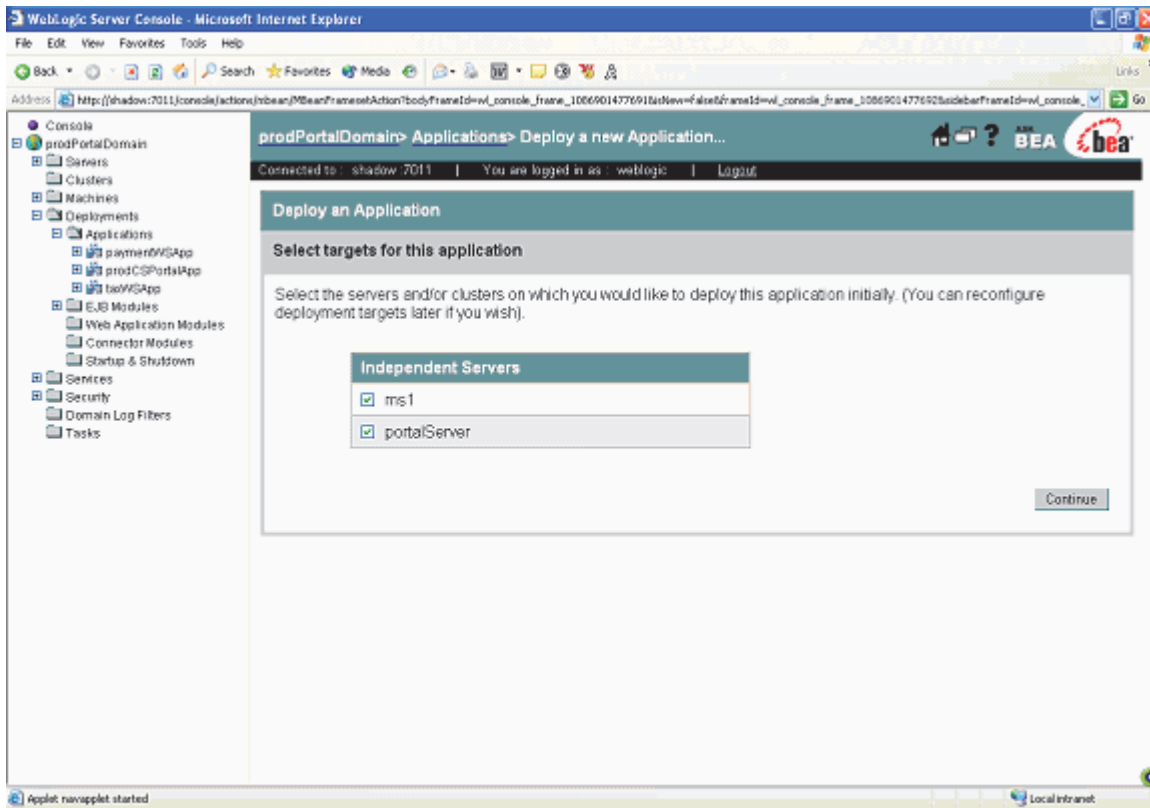 WebLogic Server Console - Microsoft Internet Explorer
File Edit View Favorites Tools Help
Back Search Favorites Media Links
Address Go
Console
prodPortalDomain
Servers
Clusters
Machines
Deployments
Applications
paymentWSApp
prodCSPortalApp
taxWSApp
EJB Modules
Web Application Modules
Connector Modules
Startup & Shutdown
Services
Security
Domain Log Filters
Tasks
prodPortalDomain> Applications> Deploy a new Application...
? ASK BEA bea
Connected to : shadow :7011 | You are logged in as : weblogic | Logout
Deploy an Application
Select targets for this application
Select the servers and/or clusters on which you would like to deploy this application initially. (You can reconfigure
deployment targets later if you wish).
Independent Servers
ms1
portalServer
Continue
Applet navapplet started
Local intranet